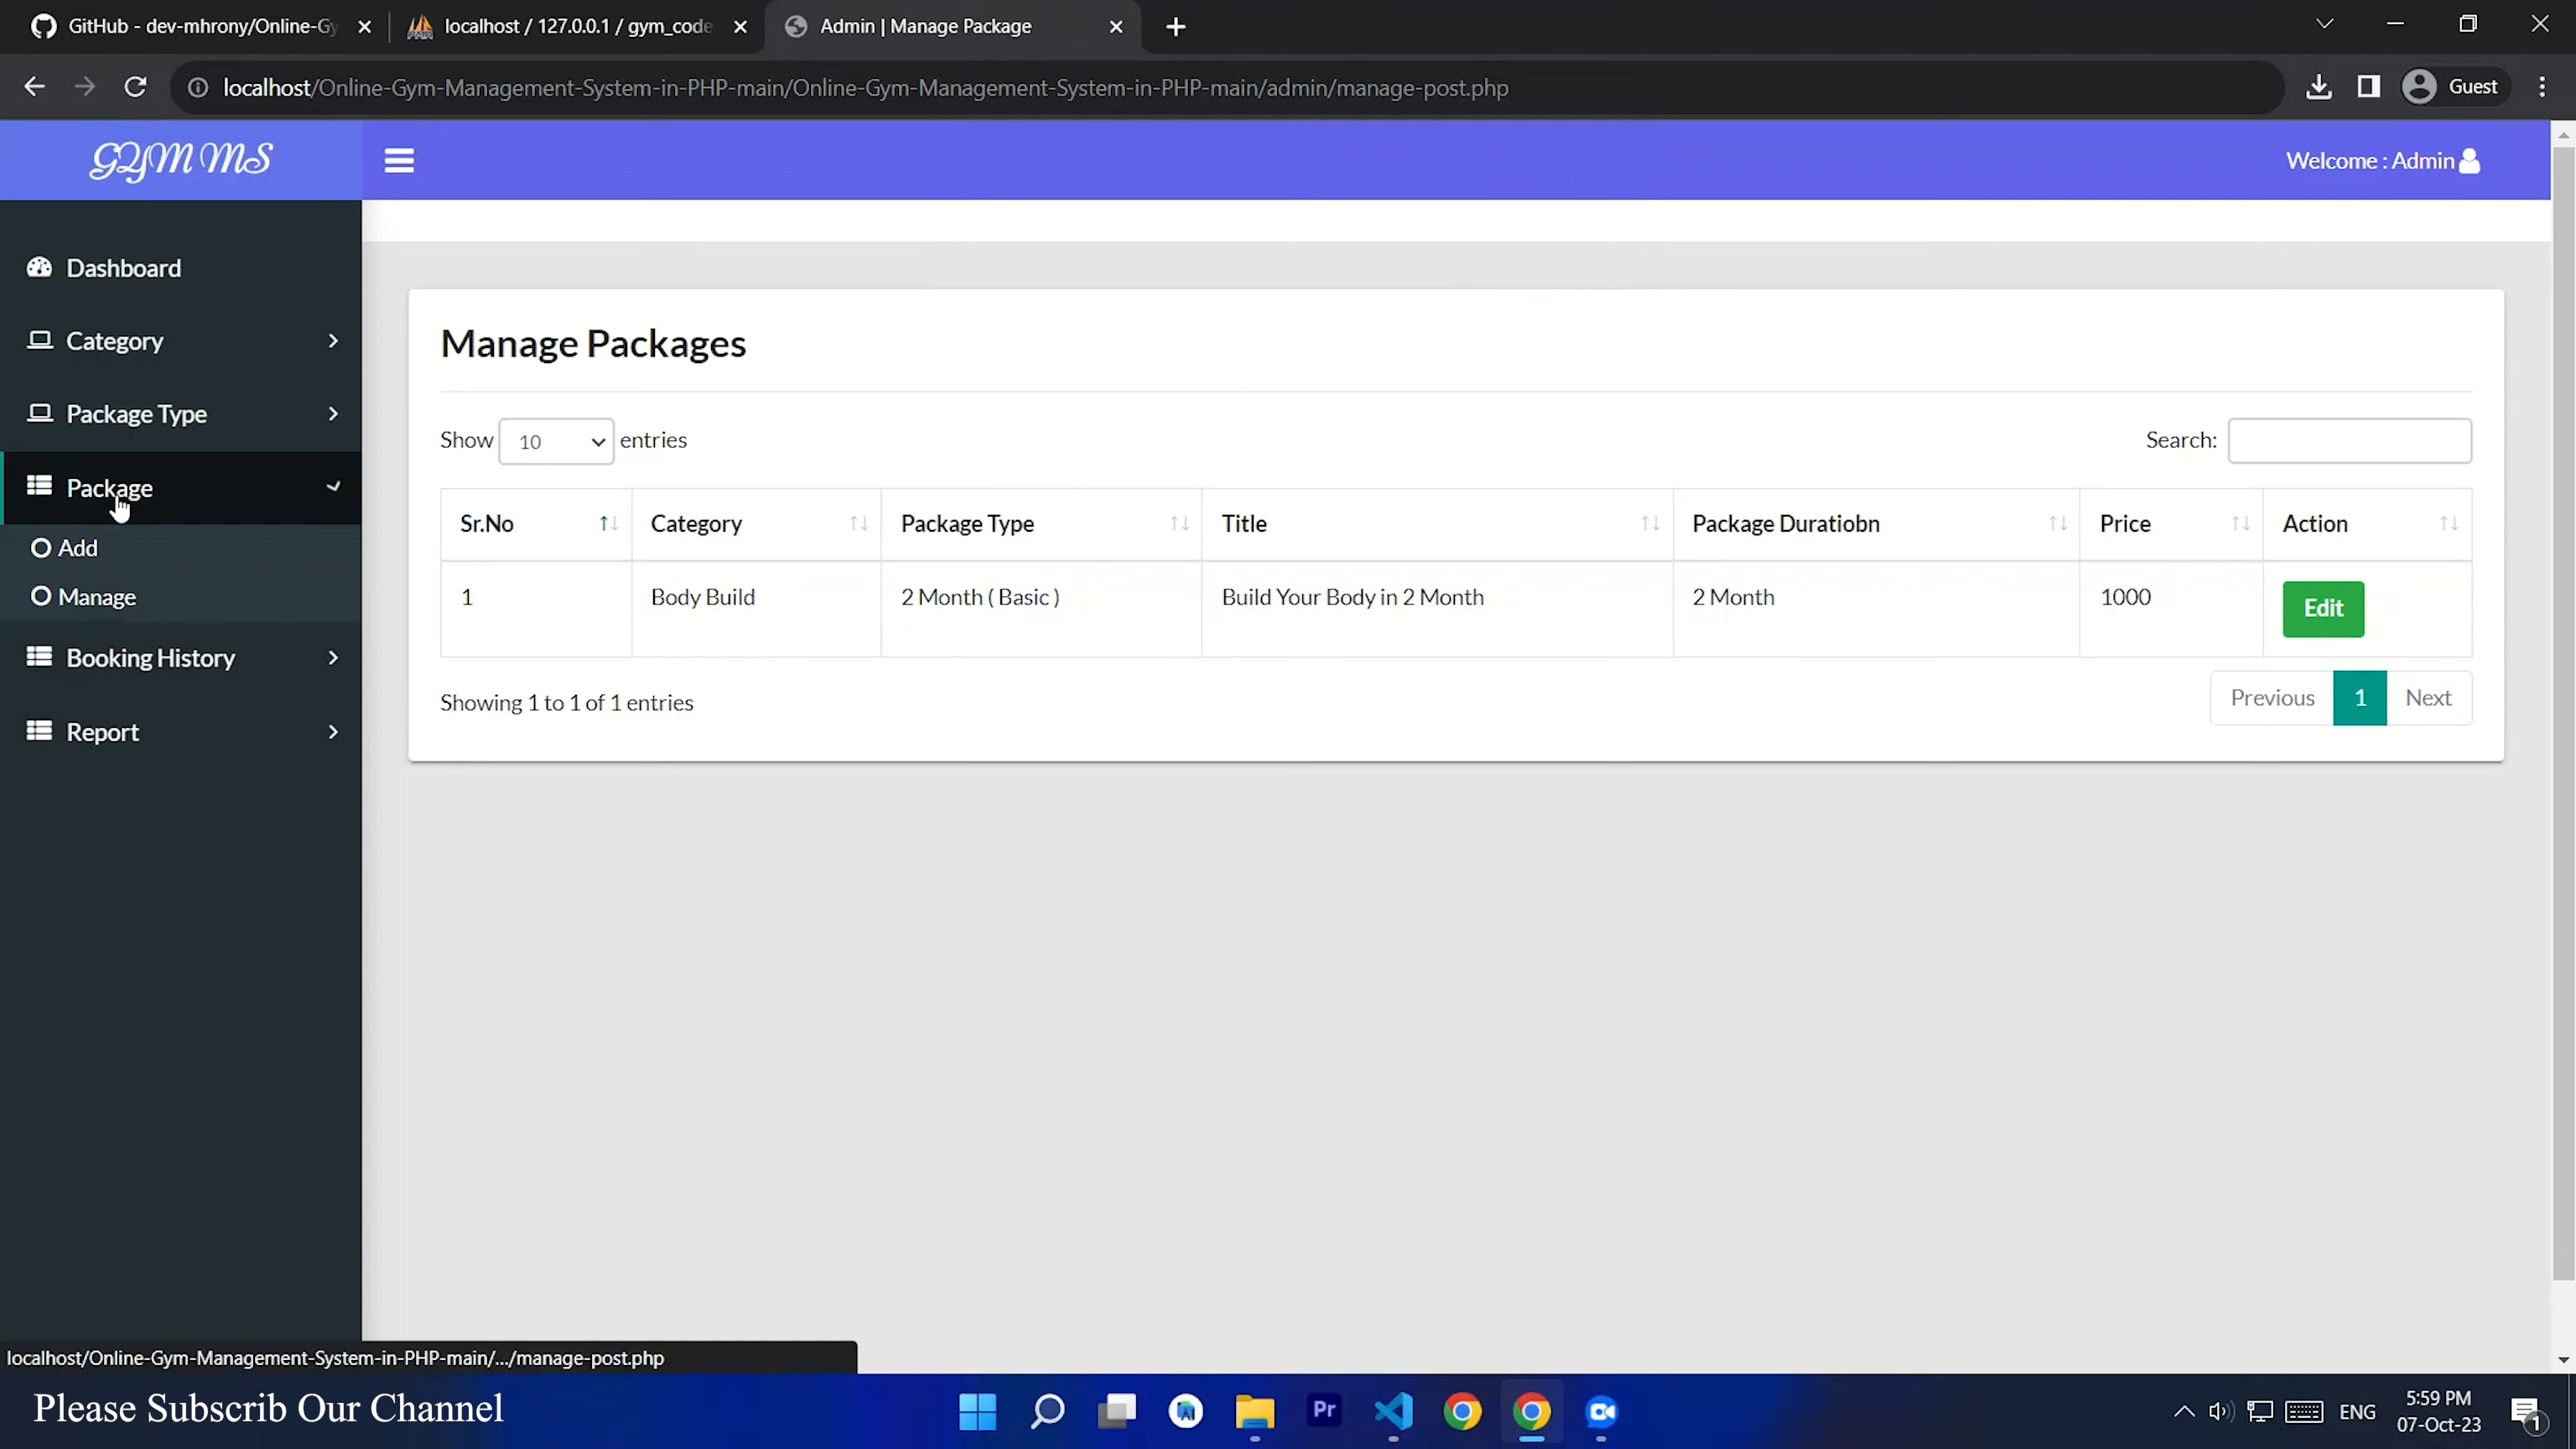 GitHub - dev-mhrony/Online-Gy
localhost / 127.0.0.1 / gym_code
Admin | Manage Package
localhost/Online-Gym-Management-System-in-PHP-main/Online-Gym-Management-System-in-PHP-main/admin/manage-post.php
Guest
GYM MS
Welcome : Admin
Dashboard
Category
Package Type
Package
Add
Manage
Booking History
Report
Manage Packages
Show 10 entries
Search:
Sr.No Category Package Type Title Package Duratiobn Price Action
1 Body Build 2 Month ( Basic ) Build Your Body in 2 Month 2 Month 1000 Edit
Showing 1 to 1 of 1 entries
Previous 1 Next
localhost/Online-Gym-Management-System-in-PHP-main/.../manage-post.php
Please Subscrib Our Channel
Pr
ENG
5:59 PM
07-Oct-23
1